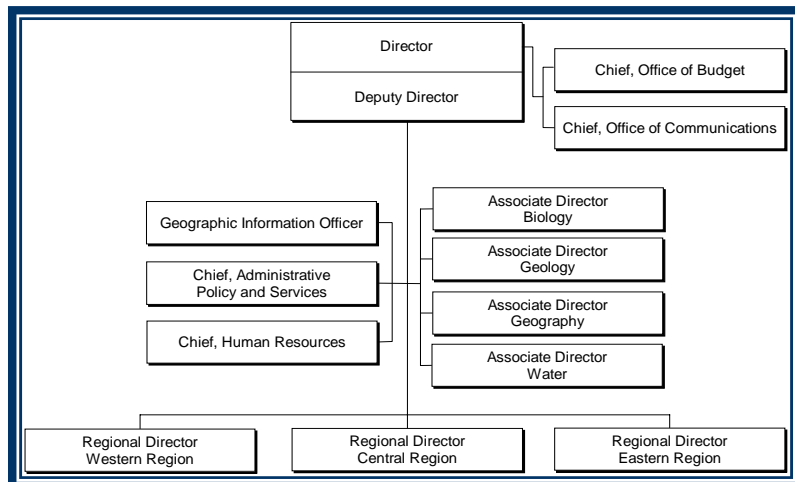 Director
Deputy Director
Chief, Office of Budget
Chief, Office of Communications
Geographic Information Officer
Chief, Administrative
Policy and Services
Chief, Human Resources
Associate Director
Biology
Associate Director
Geology
Associate Director
Geography
Associate Director
Water
Regional Director
Western Region
Regional Director
Central Region
Regional Director
Eastern Region